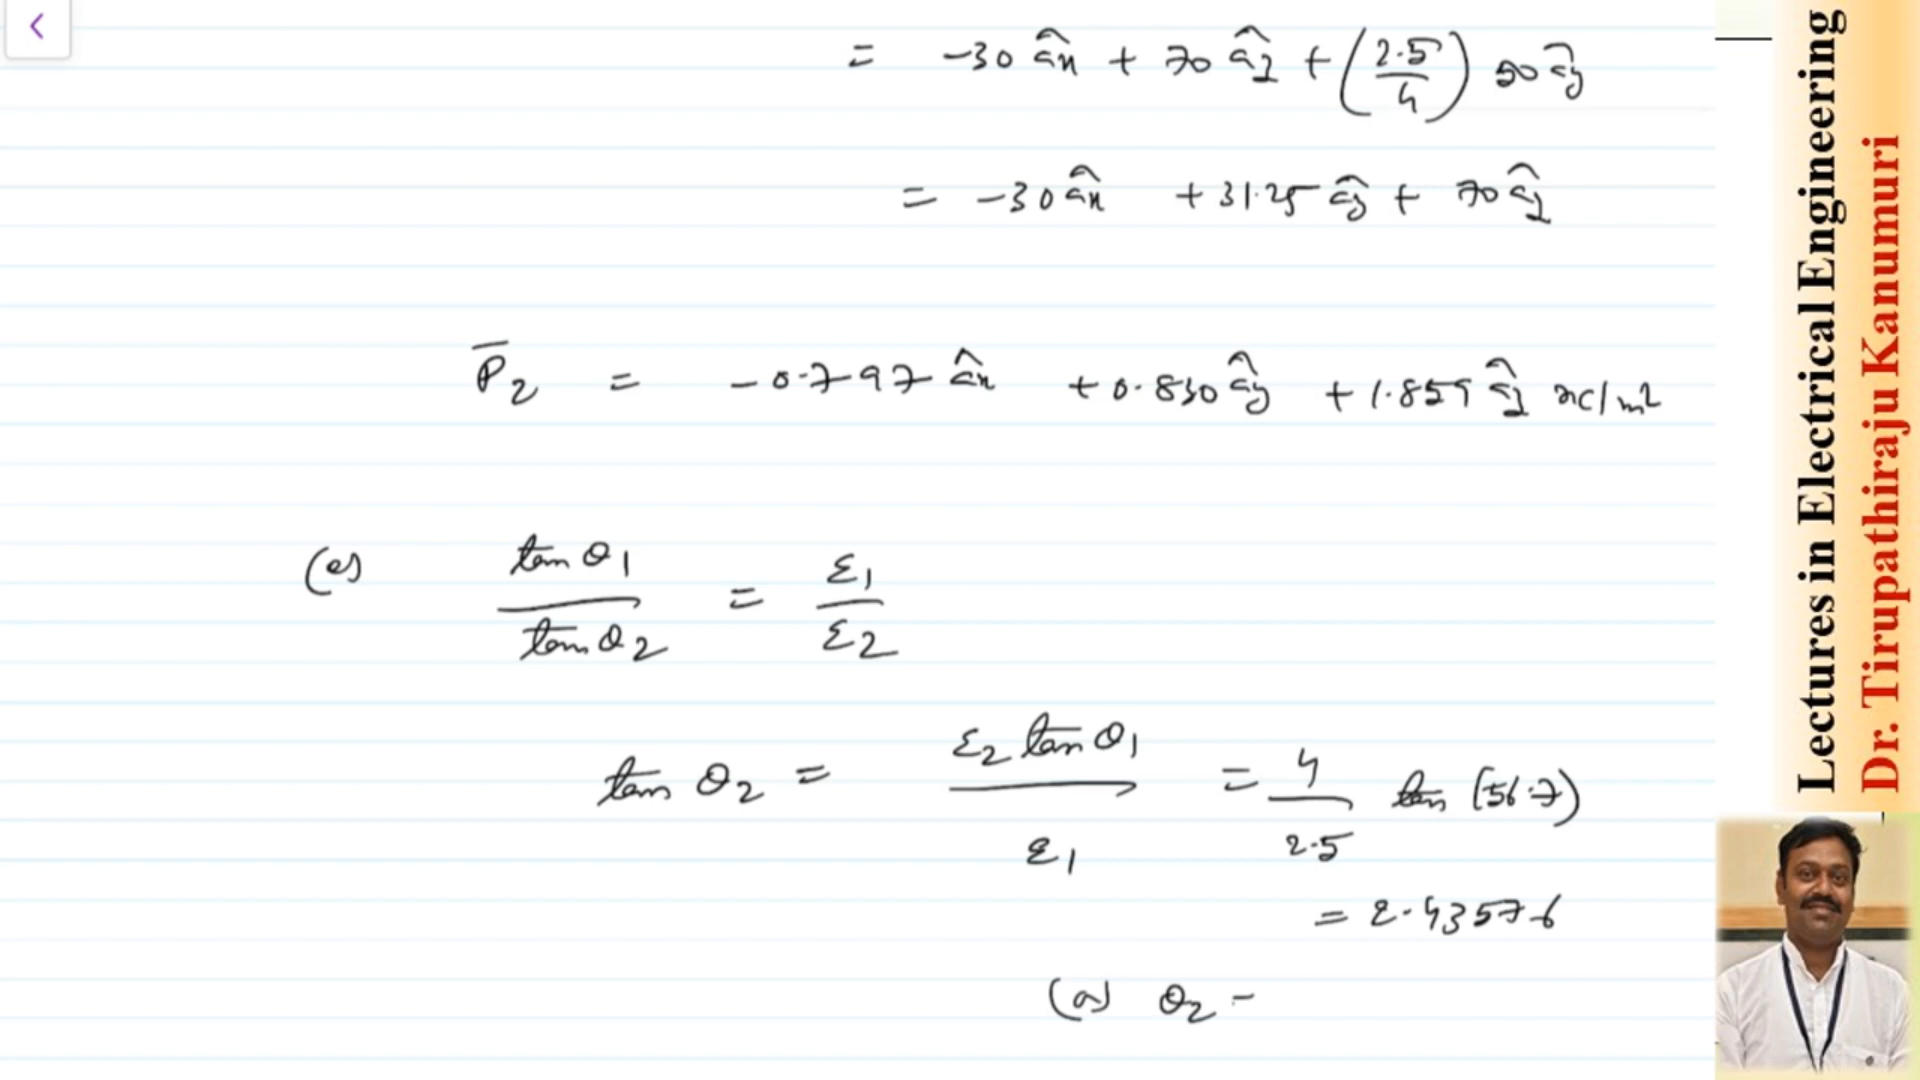 = -30 âx + 70 âz + (2.5/4) 50 ây
= -30 âx + 31.25 ây + 70 âz
P̄2 = -0.797 âx + 0.830 ây + 1.859 âz nc/m²
(e) tan θ1 / tan θ2 = ε1 / ε2
tan θ2 = ε2 tan θ1 / ε1 = 4 / 2.5 tan (56.7)
= 2.43576
(a) θ2 =
Lectures in Electrical Engineering
Dr. Tirupathiraju Kanumuri